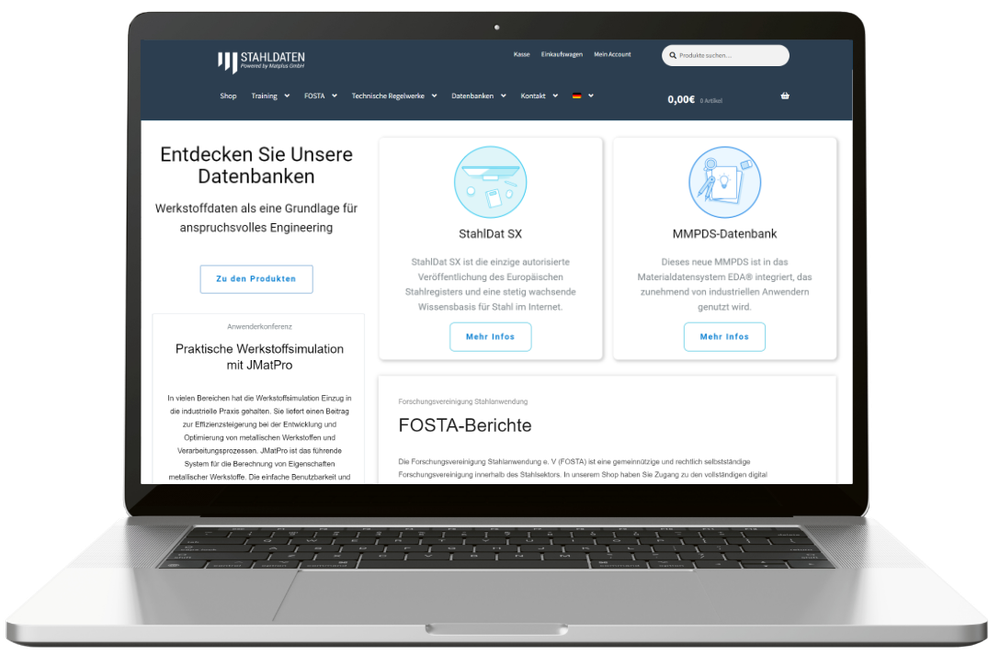 STAHLDATEN
Powered by Matplus GmbH
Kasse Einkaufswagen Mein Account
Produkte suchen...
Shop Training FOSTA Technische Regelwerke Datenbanken Kontakt
0,00€ 0 Artikel
Entdecken Sie Unsere
Datenbanken
Werkstoffdaten als eine Grundlage für
anspruchsvolles Engineering
Zu den Produkten
Anwenderkonferenz
Praktische Werkstoffsimulation
mit JMatPro
In vielen Bereichen hat die Werkstoffsimulation Einzug in
die industrielle Praxis gehalten. Sie liefert einen Beitrag
zur Effizienzsteigerung bei der Entwicklung und
Optimierung von metallischen Werkstoffen und
Verarbeitungsprozessen. JMatPro ist das führende
System für die Berechnung von Eigenschaften
metallischer Werkstoffe. Die einfache Benutzbarkeit und
StahlDat SX
StahlDat SX ist die einzige autorisierte
Veröffentlichung des Europäischen
Stahlregisters und eine stetig wachsende
Wissensbasis für Stahl im Internet.
Mehr Infos
MMPDS-Datenbank
Dieses neue MMPDS ist in das
Materialdatensystem EDA® integriert, das
zunehmend von industriellen Anwendern
genutzt wird.
Mehr Infos
Forschungsvereinigung Stahlanwendung
FOSTA-Berichte
Die Forschungsvereinigung Stahlanwendung e. V (FOSTA) ist eine gemeinnützige und rechtlich selbstständige
Forschungsvereinigung innerhalb des Stahlsektors. In unserem Shop haben Sie Zugang zu den vollständigen digital